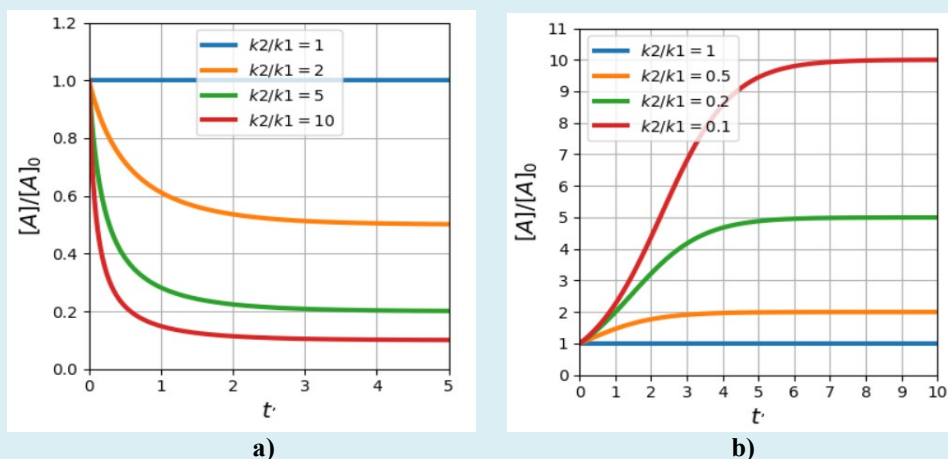 1.2
1.0
0.8
0.6
0.4
0.2
0.0
[A]/[A]₀
k2/k1 = 1
k2/k1 = 2
k2/k1 = 5
k2/k1 = 10
0 1 2 3 4 5
t'
a)
11
10
9
8
7
6
5
4
3
2
1
0
[A]/[A]₀
k2/k1 = 1
k2/k1 = 0.5
k2/k1 = 0.2
k2/k1 = 0.1
0 1 2 3 4 5 6 7 8 9 10
t'
b)